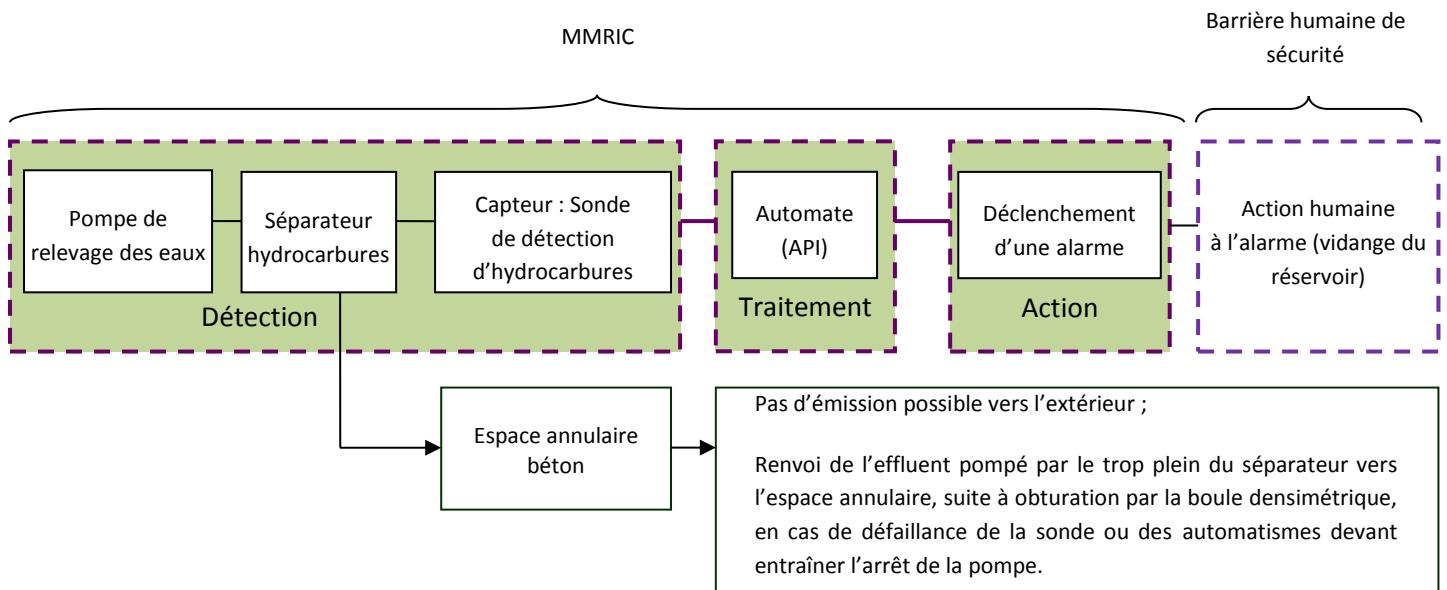 MMRIC
Barrière humaine de
sécurité
Pompe de
relevage des eaux
Séparateur
hydrocarbures
Capteur : Sonde
de détection
d’hydrocarbures
Détection
Automate
(API)
Traitement
Déclenchement
d’une alarme
Action
Action humaine
à l’alarme (vidange du
réservoir)
Espace annulaire
béton
Pas d’émission possible vers l’extérieur ;
Renvoi de l’effluent pompé par le trop plein du séparateur vers
l’espace annulaire, suite à obturation par la boule densimétrique,
en cas de défaillance de la sonde ou des automatismes devant
entraîner l’arrêt de la pompe.